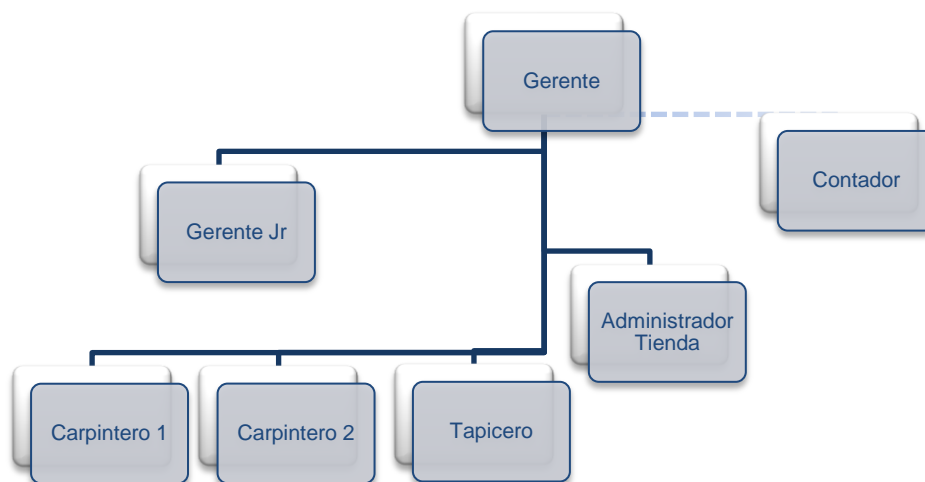 Gerente
Contador
Gerente Jr
Administrador
Tienda
Carpintero 1
Carpintero 2
Tapicero